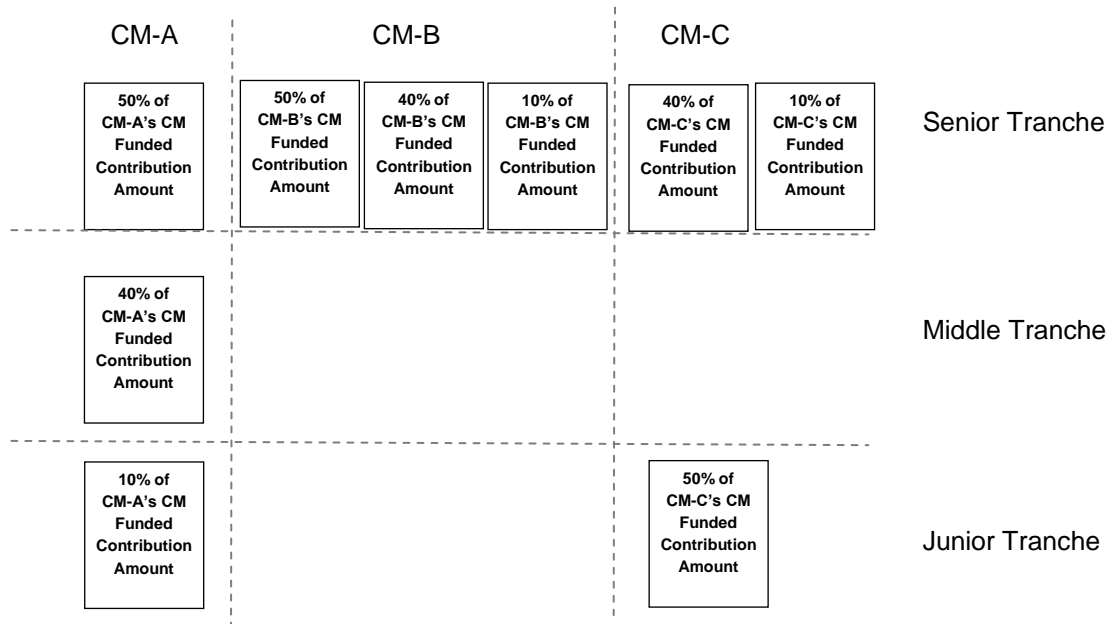 CM-A
CM-B
CM-C
50% of
CM-A's CM
Funded
Contribution
Amount
50% of
CM-B's CM
Funded
Contribution
Amount
40% of
CM-B's CM
Funded
Contribution
Amount
10% of
CM-B's CM
Funded
Contribution
Amount
40% of
CM-C's CM
Funded
Contribution
Amount
10% of
CM-C's CM
Funded
Contribution
Amount
Senior Tranche
40% of
CM-A's CM
Funded
Contribution
Amount
Middle Tranche
10% of
CM-A's CM
Funded
Contribution
Amount
50% of
CM-C's CM
Funded
Contribution
Amount
Junior Tranche